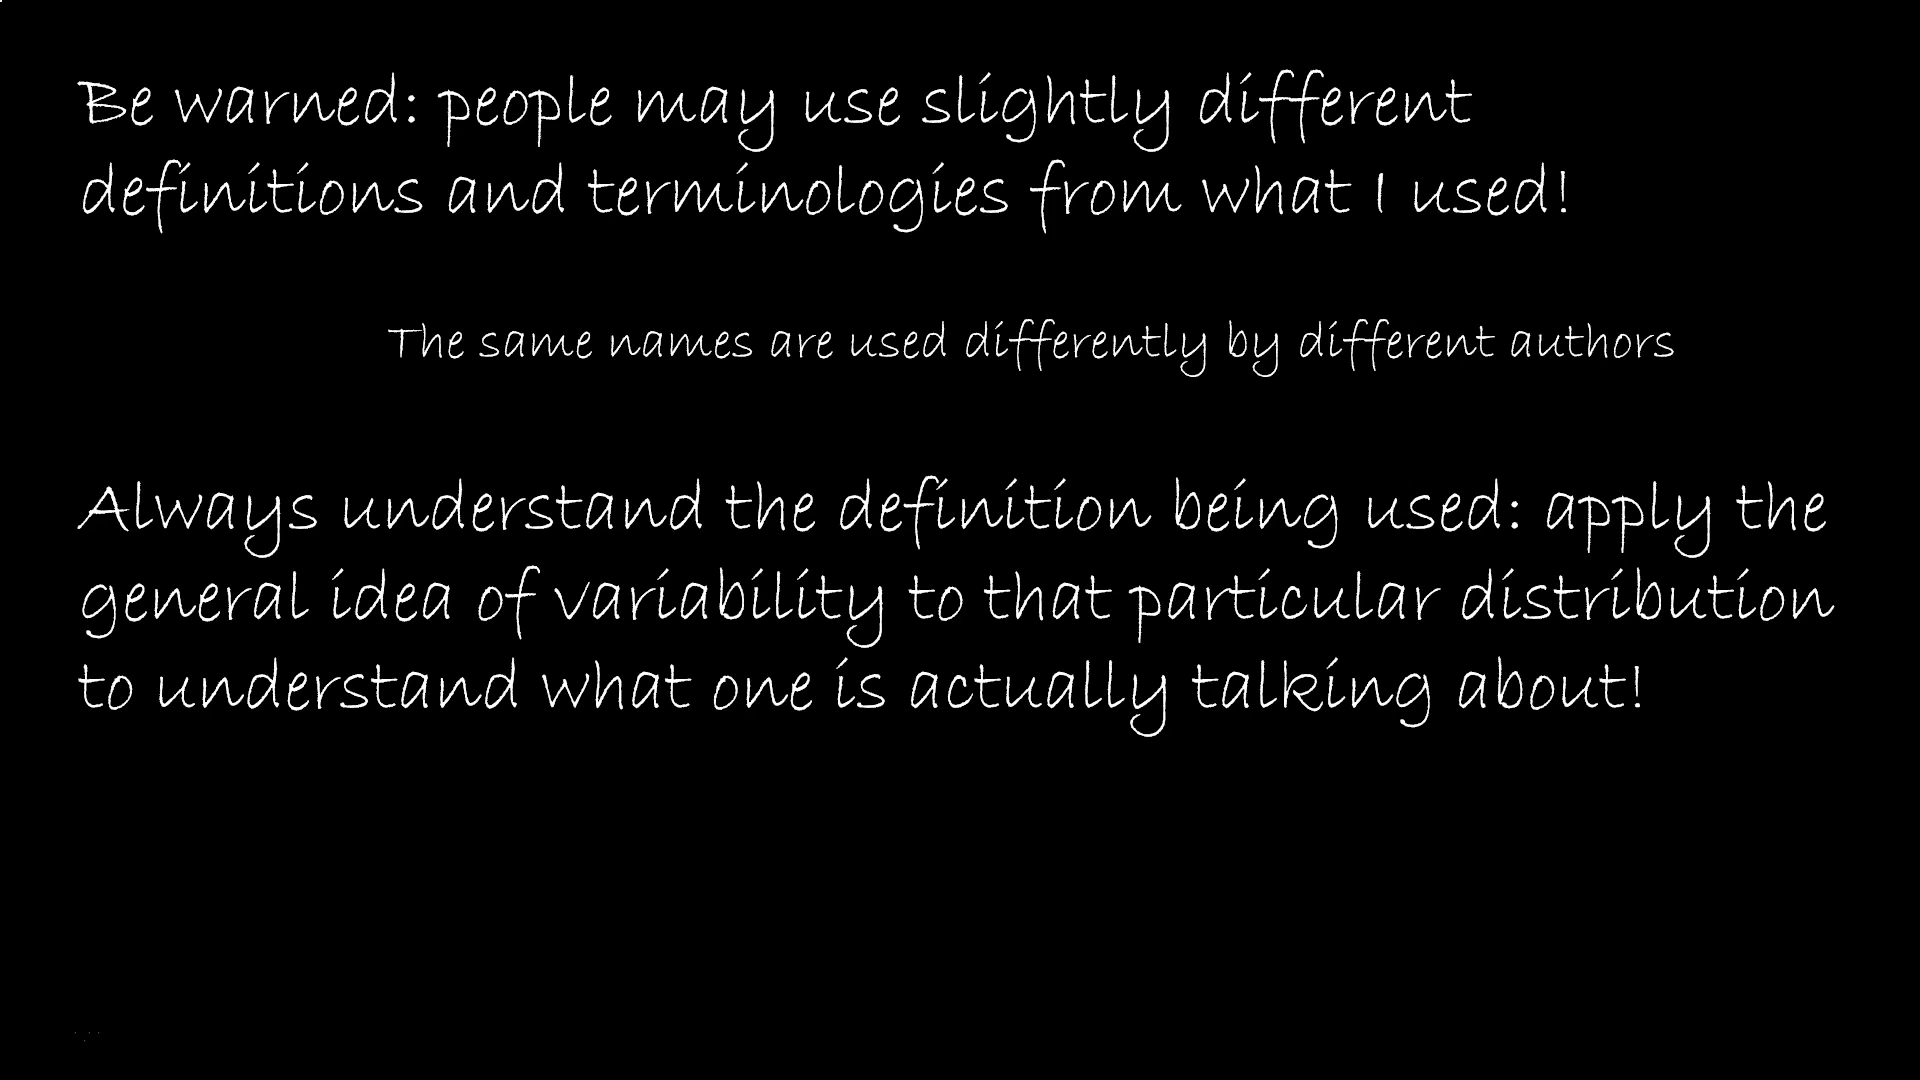 Be warned: people may use slightly different
definitions and terminologies from what I used!
The same names are used differently by different authors
Always understand the definition being used: apply the
general idea of variability to that particular distribution
to understand what one is actually talking about!